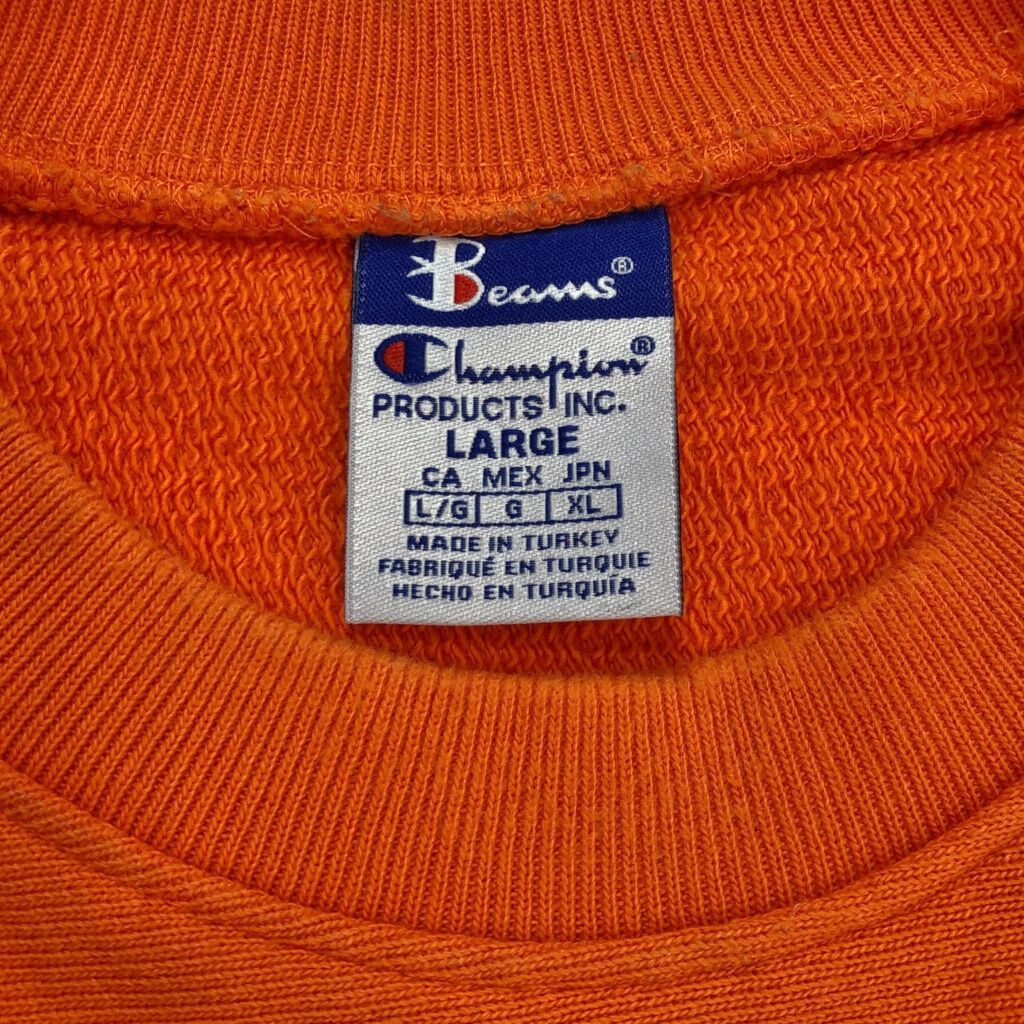 Beams®
Champion®
PRODUCTS INC.
LARGE
CA MEX JPN
L/G G XL
MADE IN TURKEY
FABRIQUÉ EN TURQUIE
HECHO EN TURQUÍA